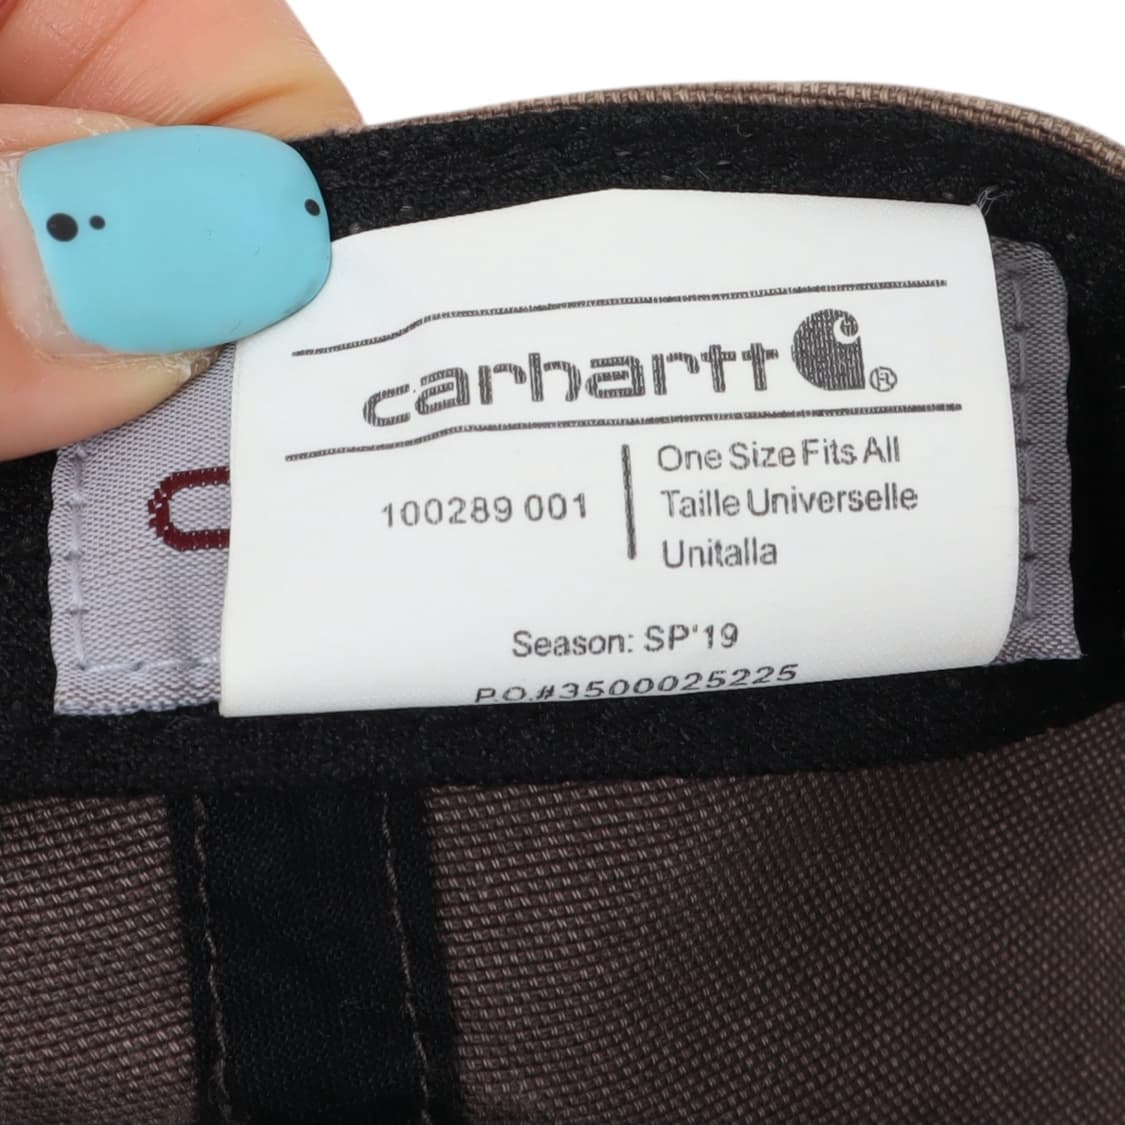 carhartt ®
100289 001
One Size Fits All
Taille Universelle
Unitalla
Season: SP'19
P.O.#3500025225